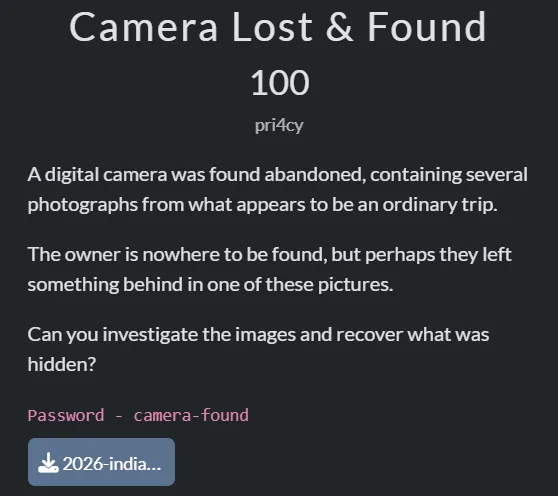 Camera Lost & Found
100
pri4cy
A digital camera was found abandoned, containing several
photographs from what appears to be an ordinary trip.
The owner is nowhere to be found, but perhaps they left
something behind in one of these pictures.
Can you investigate the images and recover what was
hidden?
Password - camera-found
2026-india...